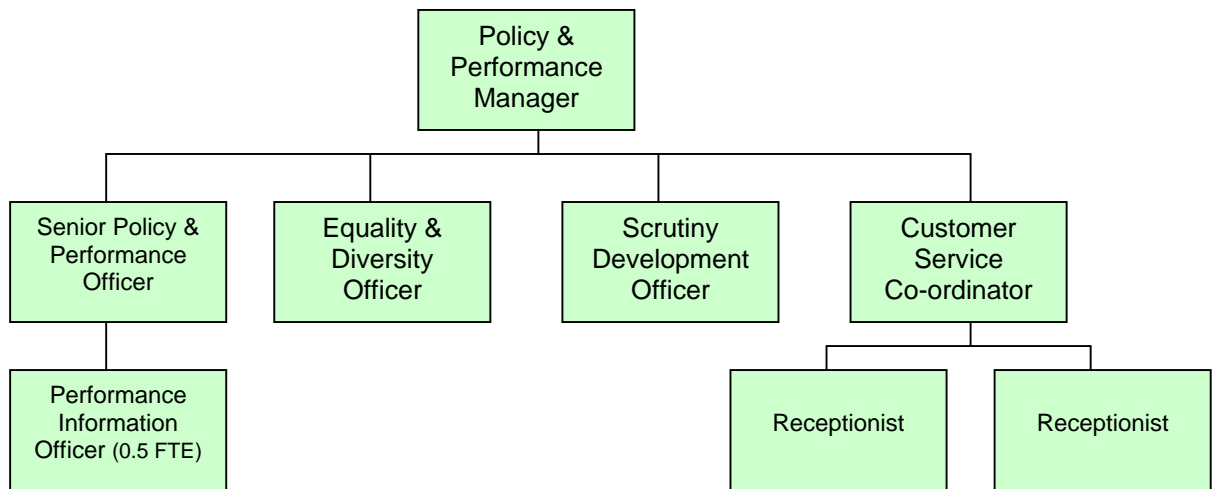 Policy &
Performance
Manager
Senior Policy &
Performance
Officer
Equality &
Diversity
Officer
Scrutiny
Development
Officer
Customer
Service
Co-ordinator
Performance
Information
Officer (0.5 FTE)
Receptionist
Receptionist